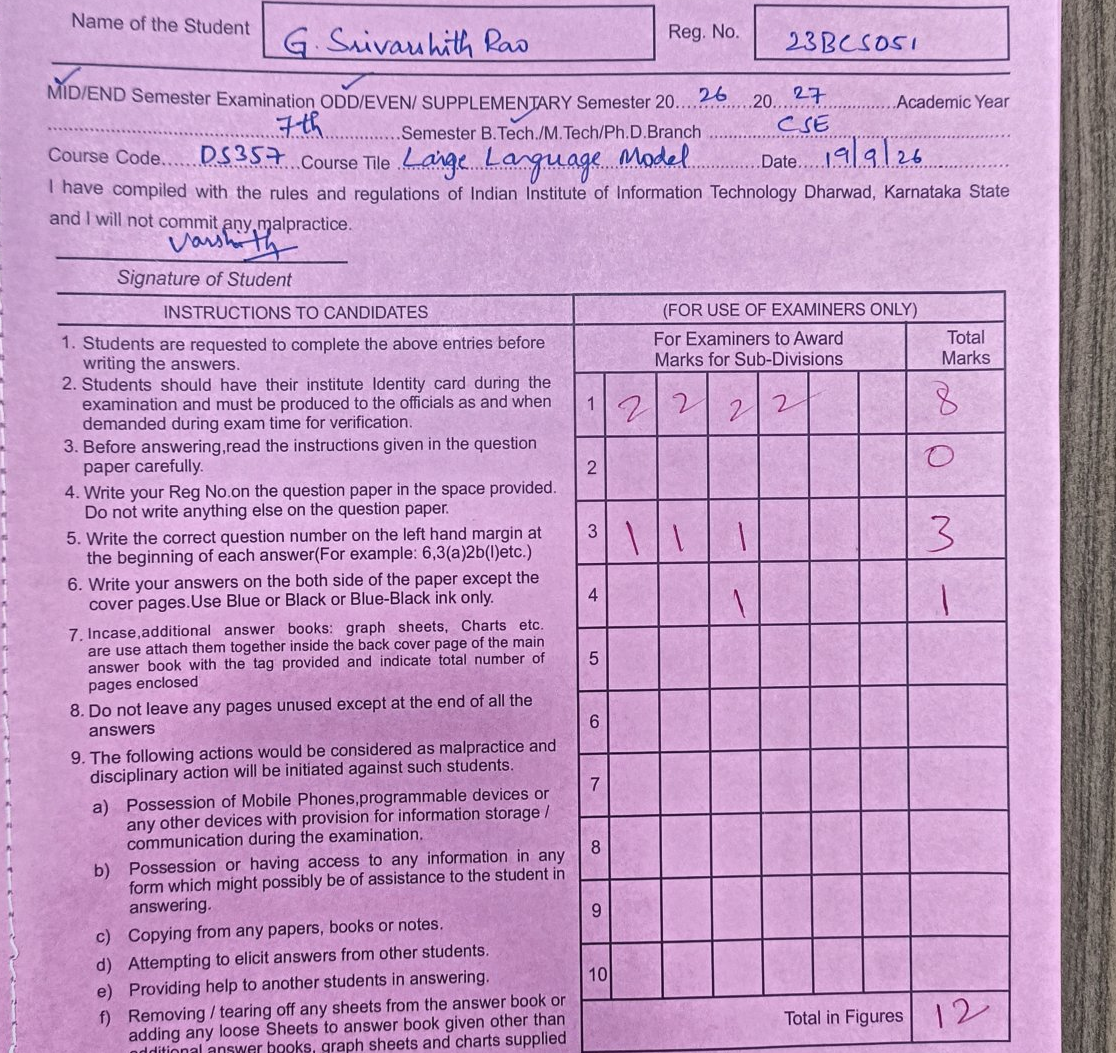 Name of the Student G. Srivarshith Rao Reg. No. 23BCS051
MID/END Semester Examination ODD/EVEN/ SUPPLEMENTARY Semester 20....26....20....27....Academic Year
....7th....Semester B.Tech./M.Tech/Ph.D.Branch ....CSE....
Course Code....DS357..Course Tile Large Language Model....Date...19/9/26....
I have compiled with the rules and regulations of Indian Institute of Information Technology Dharwad, Karnataka State
and I will not commit any malpractice.
Varshith
Signature of Student
INSTRUCTIONS TO CANDIDATES
1. Students are requested to complete the above entries before
writing the answers.
2. Students should have their institute Identity card during the
examination and must be produced to the officials as and when
demanded during exam time for verification.
3. Before answering,read the instructions given in the question
paper carefully.
4. Write your Reg No.on the question paper in the space provided.
Do not write anything else on the question paper.
5. Write the correct question number on the left hand margin at
the beginning of each answer(For example: 6,3(a)2b(I)etc.)
6. Write your answers on the both side of the paper except the
cover pages.Use Blue or Black or Blue-Black ink only.
7. Incase,additional answer books: graph sheets, Charts etc.
are use attach them together inside the back cover page of the main
answer book with the tag provided and indicate total number of
pages enclosed
8. Do not leave any pages unused except at the end of all the
answers
9. The following actions would be considered as malpractice and
disciplinary action will be initiated against such students.
a) Possession of Mobile Phones,programmable devices or
any other devices with provision for information storage /
communication during the examination.
b) Possession or having access to any information in any
form which might possibly be of assistance to the student in
answering.
c) Copying from any papers, books or notes.
d) Attempting to elicit answers from other students.
e) Providing help to another students in answering.
f) Removing / tearing off any sheets from the answer book or
adding any loose Sheets to answer book given other than
additional answer books, graph sheets and charts supplied
(FOR USE OF EXAMINERS ONLY)
For Examiners to Award
Marks for Sub-Divisions
Total
Marks
1 2 2 2 2 8
2 0
3 1 1 1 3
4 1 1
5
6
7
8
9
10
Total in Figures 12